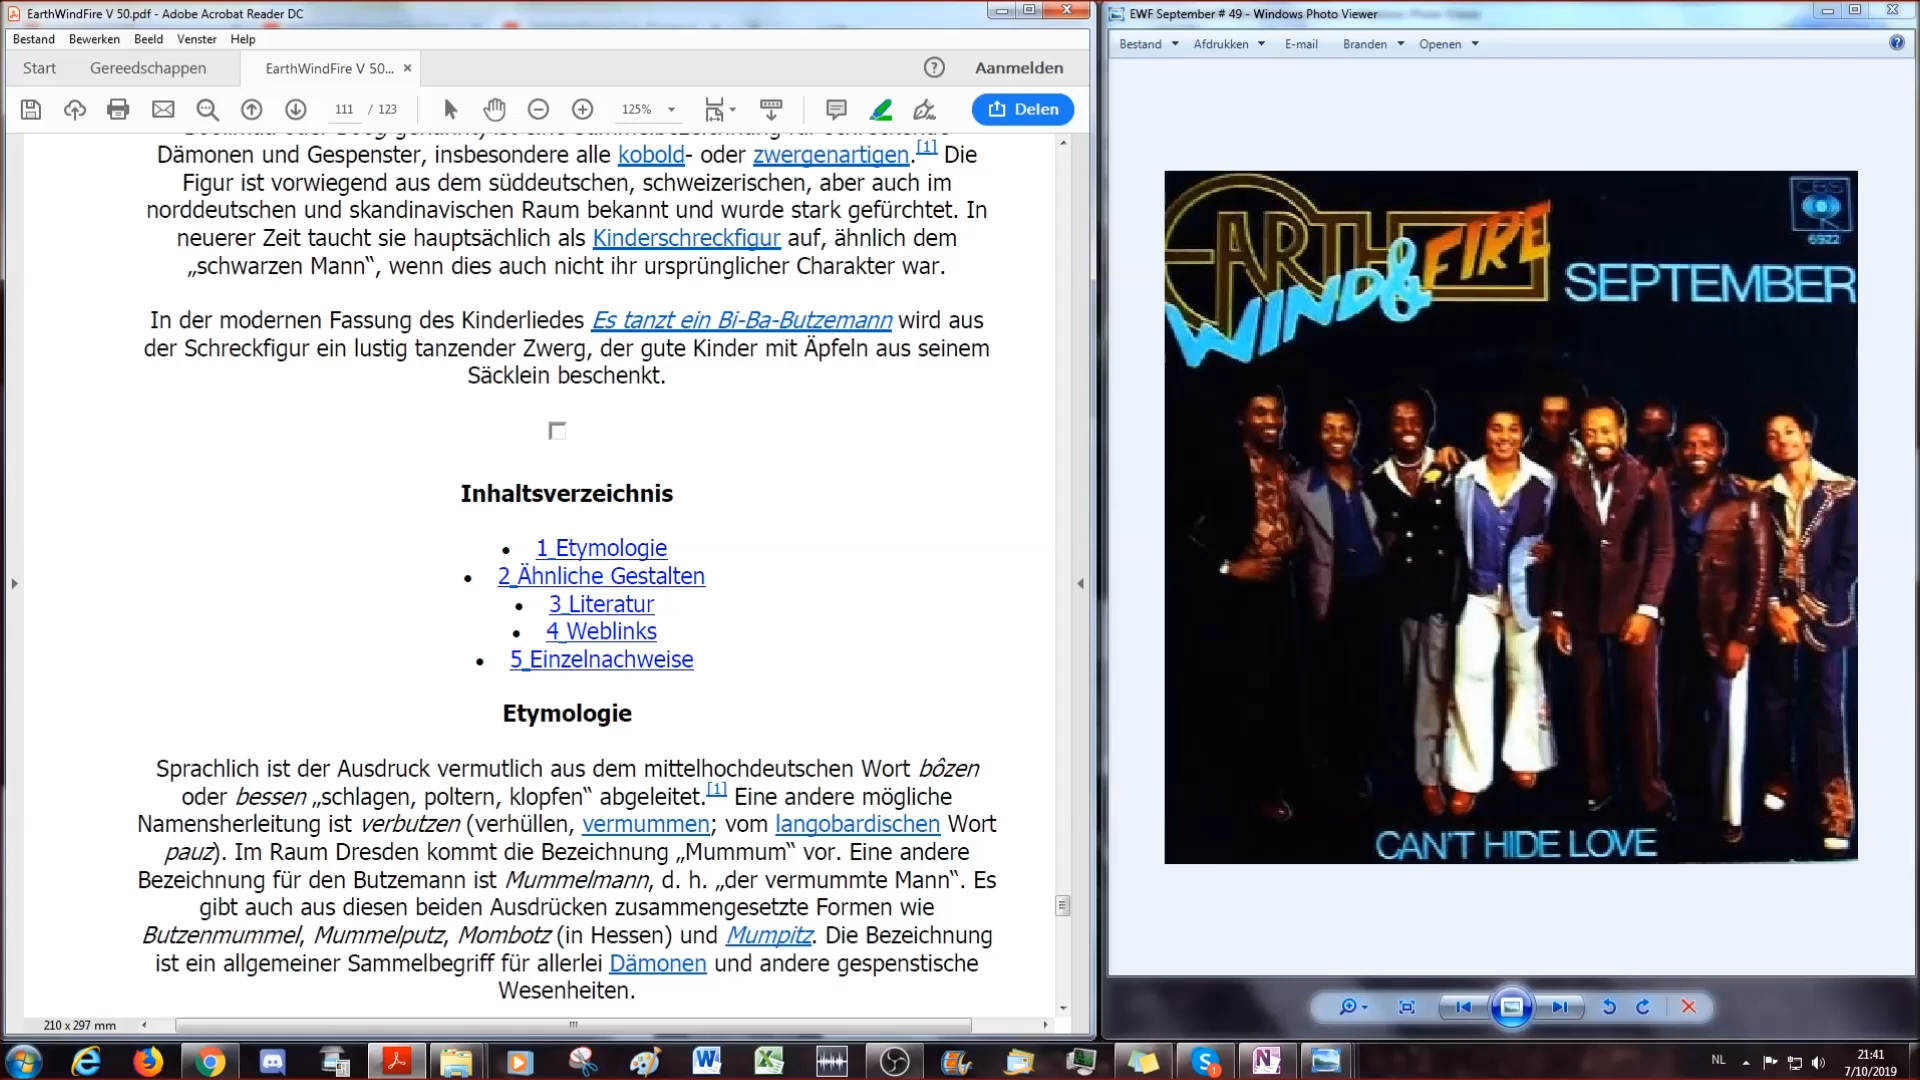 EarthWindFire V 50.pdf - Adobe Acrobat Reader DC
Bestand Bewerken Beeld Venster Help
Start Gereedschappen EarthWindFire V 50... × Aanmelden
111 / 123 125% Delen
Dämonen und Gespenster, insbesondere alle kobold- oder zwergenartigen.[1] Die
Figur ist vorwiegend aus dem süddeutschen, schweizerischen, aber auch im
norddeutschen und skandinavischen Raum bekannt und wurde stark gefürchtet. In
neuerer Zeit taucht sie hauptsächlich als Kinderschreckfigur auf, ähnlich dem
„schwarzen Mann“, wenn dies auch nicht ihr ursprünglicher Charakter war.
In der modernen Fassung des Kinderliedes Es tanzt ein Bi-Ba-Butzemann wird aus
der Schreckfigur ein lustig tanzender Zwerg, der gute Kinder mit Äpfeln aus seinem
Säcklein beschenkt.
Inhaltsverzeichnis
• 1 Etymologie
• 2 Ähnliche Gestalten
• 3 Literatur
• 4 Weblinks
• 5 Einzelnachweise
Etymologie
Sprachlich ist der Ausdruck vermutlich aus dem mittelhochdeutschen Wort bôzen
oder bessen „schlagen, poltern, klopfen“ abgeleitet.[1] Eine andere mögliche
Namensherleitung ist verbutzen (verhüllen, vermummen; vom langobardischen Wort
pauz). Im Raum Dresden kommt die Bezeichnung „Mummum“ vor. Eine andere
Bezeichnung für den Butzemann ist Mummelmann, d. h. „der vermummte Mann“. Es
gibt auch aus diesen beiden Ausdrücken zusammengesetzte Formen wie
Butzenmummel, Mummelputz, Mombotz (in Hessen) und Mumpitz. Die Bezeichnung
ist ein allgemeiner Sammelbegriff für allerlei Dämonen und andere gespenstische
Wesenheiten.
210 x 297 mm
EWF September # 49 - Windows Photo Viewer
Bestand Afdrukken E-mail Branden Openen
EARTH
WIND & FIRE
SEPTEMBER
CBS
6922
CAN'T HIDE LOVE
NL
21:41
7/10/2019